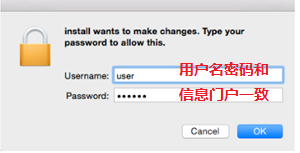 install wants to make changes. Type your
password to allow this.
Username: user 用户名密码和
Password: •••••• 信息门户一致
Cancel OK